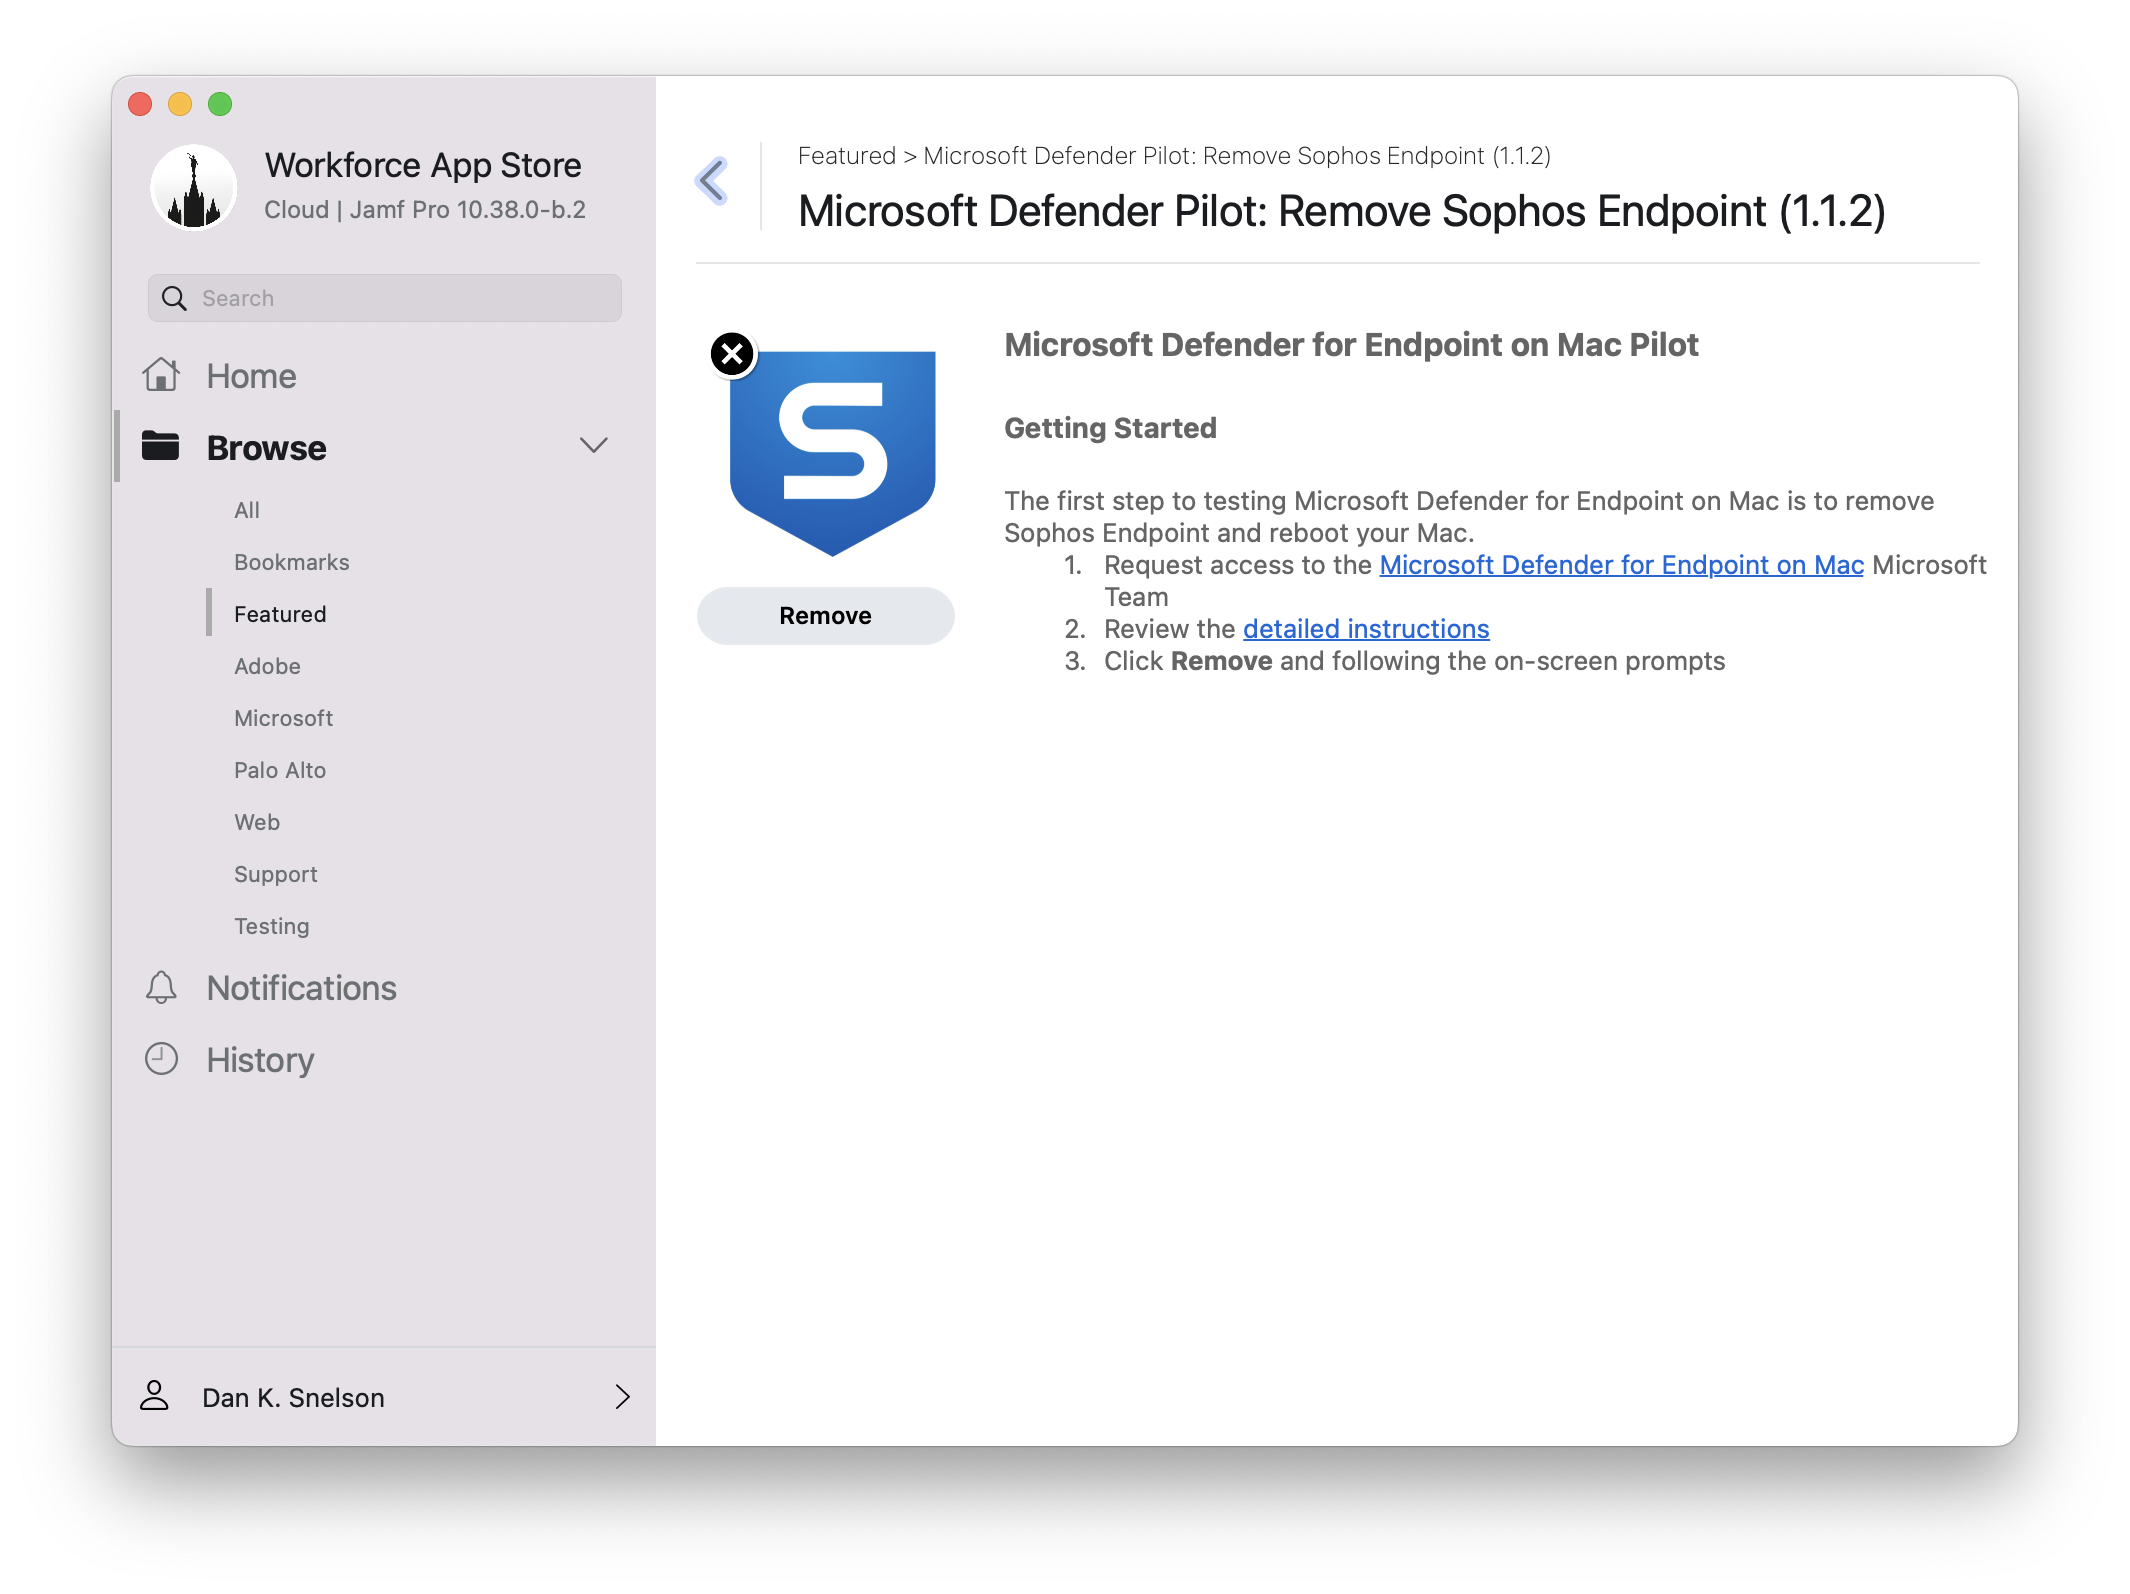 Workforce App Store
Cloud | Jamf Pro 10.38.0-b.2
Search
Home
Browse
All
Bookmarks
Featured
Adobe
Microsoft
Palo Alto
Web
Support
Testing
Notifications
History
Dan K. Snelson
Featured > Microsoft Defender Pilot: Remove Sophos Endpoint (1.1.2)
Microsoft Defender Pilot: Remove Sophos Endpoint (1.1.2)
S
Remove
Microsoft Defender for Endpoint on Mac Pilot
Getting Started
The first step to testing Microsoft Defender for Endpoint on Mac is to remove
Sophos Endpoint and reboot your Mac.
1. Request access to the Microsoft Defender for Endpoint on Mac Microsoft
Team
2. Review the detailed instructions
3. Click Remove and following the on-screen prompts